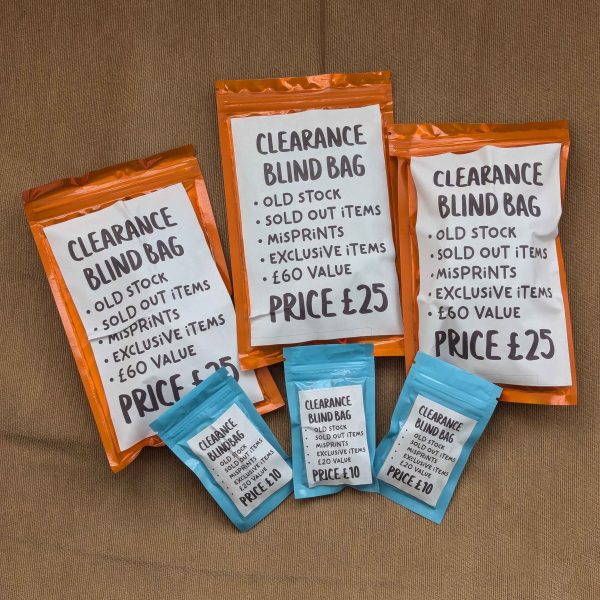 CLEARANCE
BLIND BAG
• OLD STOCK
• SOLD OUT iTEMS
• MiSPRiNTS
• EXCLUSiVE iTEMS
• £60 VALUE
PRICE £25
CLEARANCE
BLIND BAG
• OLD STOCK
• SOLD OUT iTEMS
• MiSPRiNTS
• EXCLUSiVE iTEMS
• £60 VALUE
PRICE £25
CLEARANCE
BLIND BAG
• OLD STOCK
• SOLD OUT iTEMS
• MiSPRiNTS
• EXCLUSiVE iTEMS
• £60 VALUE
PRICE £25
CLEARANCE
BLIND BAG
• OLD STOCK
• SOLD OUT iTEMS
• MiSPRiNTS
• EXCLUSiVE iTEMS
• £20 VALUE
PRICE £10
CLEARANCE
BLIND BAG
• OLD STOCK
• SOLD OUT iTEMS
• MiSPRiNTS
• EXCLUSiVE iTEMS
• £20 VALUE
PRICE £10
CLEARANCE
BLIND BAG
• OLD STOCK
• SOLD OUT iTEMS
• MiSPRiNTS
• EXCLUSiVE iTEMS
• £20 VALUE
PRICE £10